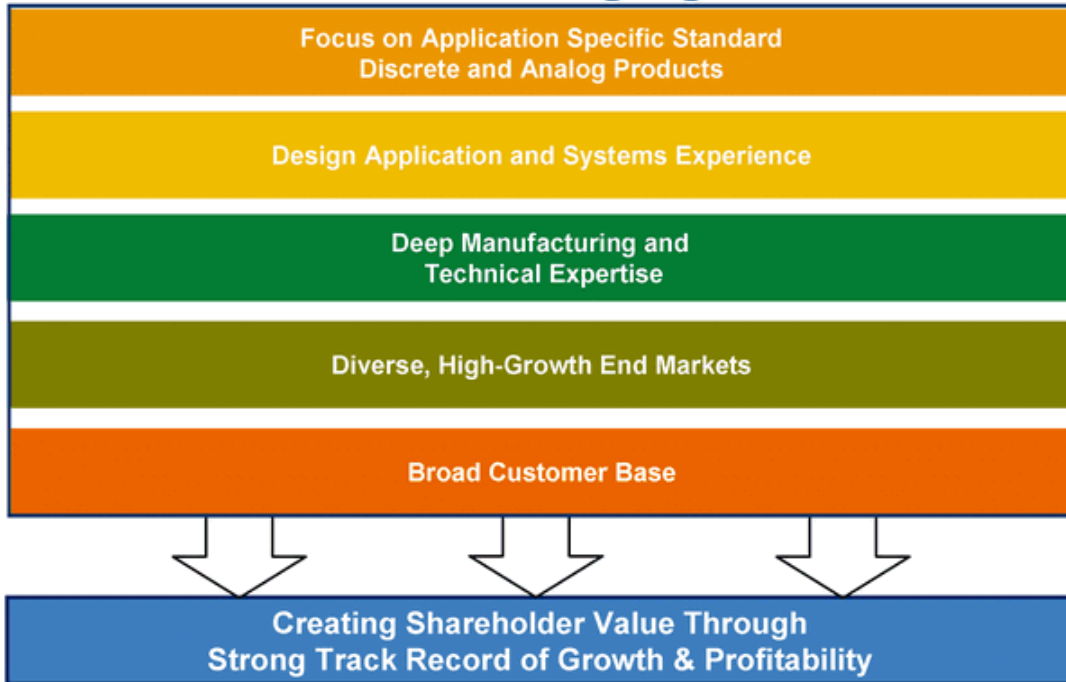 Focus on Application Specific Standard
Discrete and Analog Products
Design Application and Systems Experience
Deep Manufacturing and
Technical Expertise
Diverse, High-Growth End Markets
Broad Customer Base
Creating Shareholder Value Through
Strong Track Record of Growth & Profitability